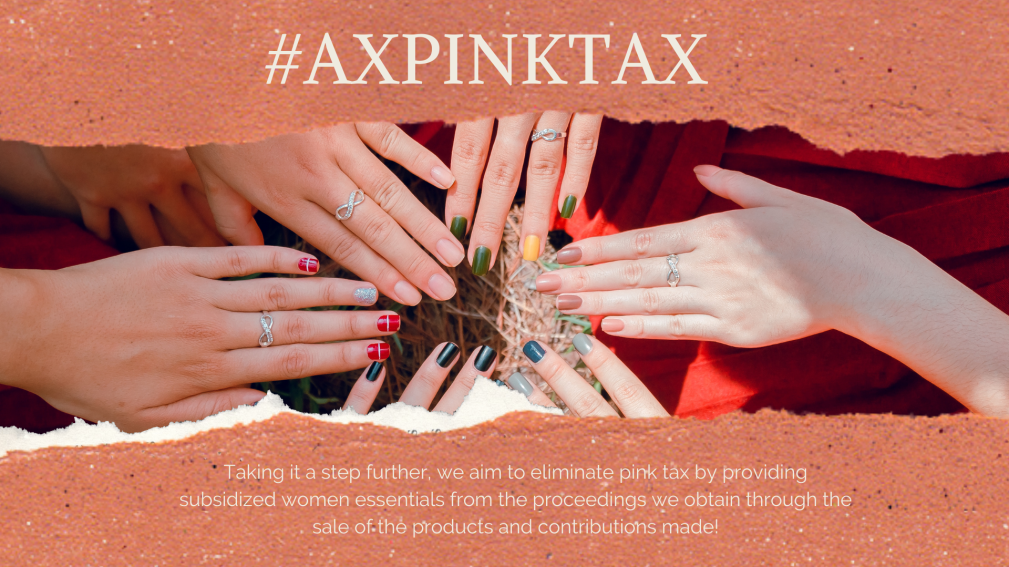 #AXPINKTAX
Taking it a step further, we aim to eliminate pink tax by providing
subsidized women essentials from the proceedings we obtain through the
sale of the products and contributions made!